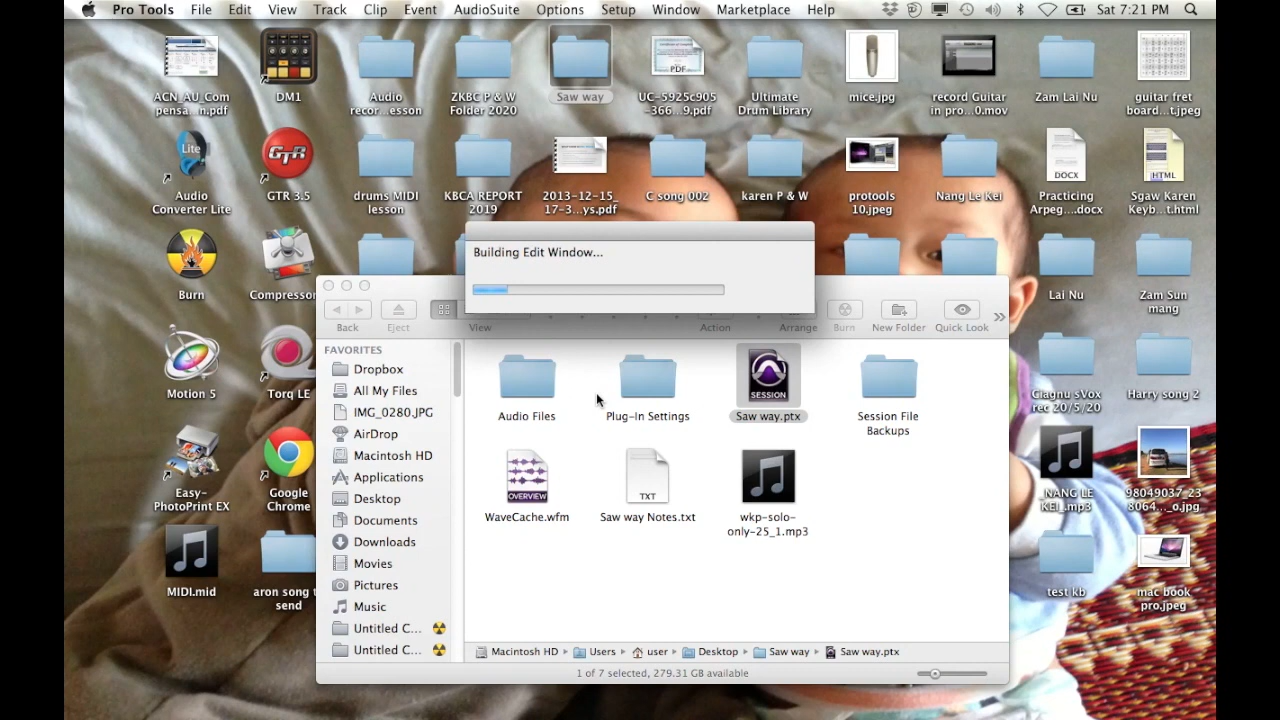 Pro Tools File Edit View Track Clip Event AudioSuite Options Setup Window Marketplace Help Sat 7:21 PM
ACN_AU_Com
pensa...n.pdf
DM1
Audio
recor...esson
ZKBC P & W
Folder 2020
Saw way
PDF
UC-5925c905
-366...9.pdf
Ultimate
Drum Library
mice.jpg
record Guitar
in pro...0.mov
Zam Lai Nu
guitar fret
board...t.jpeg
Lite
Audio
Converter Lite
GTR
GTR 3.5
drums MIDI
lesson
KBCA REPORT
2019
2013-12-15_
17-3...ys.pdf
C song 002
karen P & W
protools
10.jpeg
Nang Le Kei
DOCX
Practicing
Arpeg....docx
HTML
Sgaw Karen
Keyb...t.html
Burn
Compressor
Lai Nu
Zam Sun
mang
Building Edit Window...
Back
Eject
View
Action
Arrange
Burn
New Folder
Quick Look
Motion 5
Torq LE
Harry song 2
rec 20/5/20
Easy-
PhotoPrint EX
Google
Chrome
_NANG LE
KEI_.mp3
98049037_23
8064..._o.jpg
MIDI.mid
aron song t
send
test kb
mac book
pro.jpeg
FAVORITES
Dropbox
All My Files
IMG_0280.JPG
AirDrop
Macintosh HD
Applications
Desktop
Documents
Downloads
Movies
Pictures
Music
Untitled C...
Untitled C...
Audio Files
Plug-In Settings
SESSION
Saw way.ptx
Session File
Backups
OVERVIEW
WaveCache.wfm
TXT
Saw way Notes.txt
wkp-solo-
only-25_1.mp3
Macintosh HD Users user Desktop Saw way Saw way.ptx
1 of 7 selected, 279.31 GB available